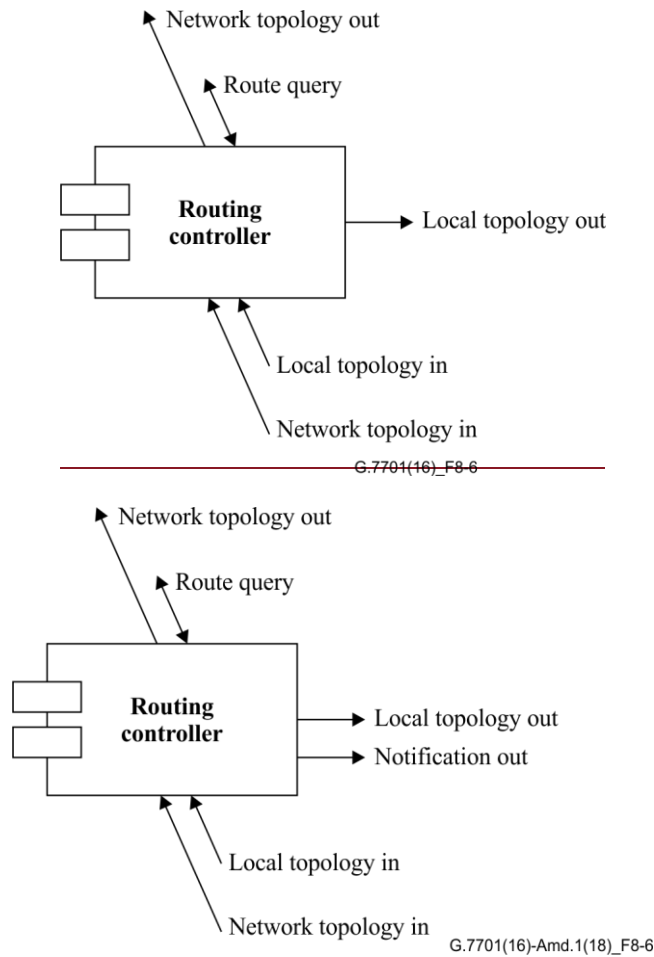 Network topology out
Route query
Routing
controller
Local topology out
Local topology in
Network topology in
G.7701(16)_F8-6
Network topology out
Route query
Routing
controller
Local topology out
Notification out
Local topology in
Network topology in
G.7701(16)-Amd.1(18)_F8-6